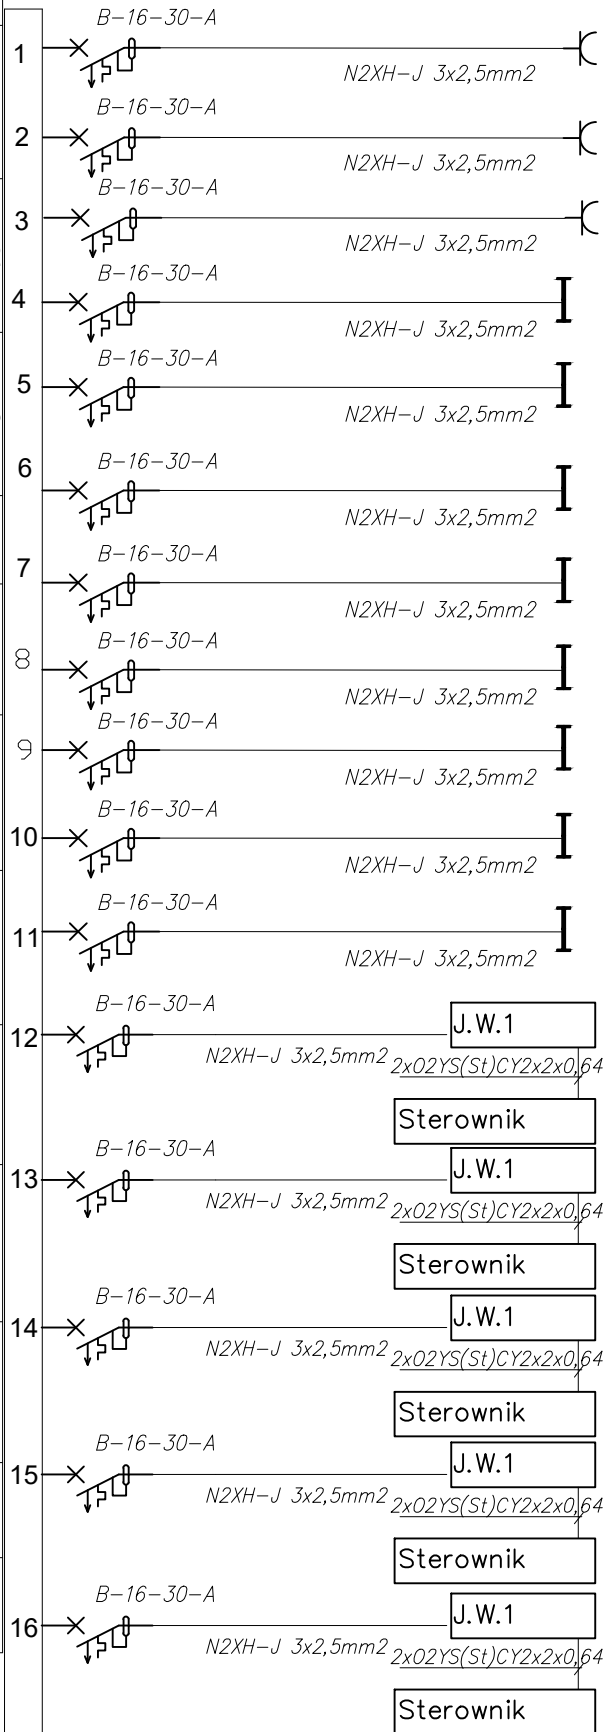 B-16-30-A
1
N2XH-J 3x2,5mm2
B-16-30-A
2
N2XH-J 3x2,5mm2
B-16-30-A
3
N2XH-J 3x2,5mm2
B-16-30-A
4
N2XH-J 3x2,5mm2
B-16-30-A
5
N2XH-J 3x2,5mm2
B-16-30-A
6
N2XH-J 3x2,5mm2
B-16-30-A
7
N2XH-J 3x2,5mm2
B-16-30-A
8
N2XH-J 3x2,5mm2
B-16-30-A
9
N2XH-J 3x2,5mm2
B-16-30-A
10
N2XH-J 3x2,5mm2
B-16-30-A
11
N2XH-J 3x2,5mm2
B-16-30-A
J.W.1
12
N2XH-J 3x2,5mm2
2x02YS(St)CY2x2x0,64
Sterownik
B-16-30-A
J.W.1
13
N2XH-J 3x2,5mm2
2x02YS(St)CY2x2x0,64
Sterownik
B-16-30-A
J.W.1
14
N2XH-J 3x2,5mm2
2x02YS(St)CY2x2x0,64
Sterownik
B-16-30-A
J.W.1
15
N2XH-J 3x2,5mm2
2x02YS(St)CY2x2x0,64
Sterownik
B-16-30-A
J.W.1
16
N2XH-J 3x2,5mm2
2x02YS(St)CY2x2x0,64
Sterownik